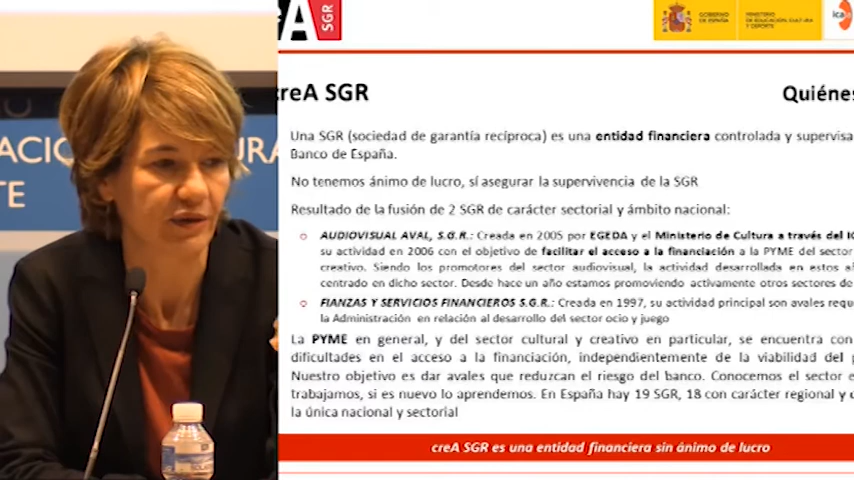 A SGR
GOBIERNO DE ESPAÑA
MINISTERIO DE EDUCACIÓN, CULTURA Y DEPORTE
ica
ACIÓ URA
TE
creA SGR
Quiénes
Una SGR (sociedad de garantía recíproca) es una entidad financiera controlada y supervisa
Banco de España.
No tenemos ánimo de lucro, sí asegurar la supervivencia de la SGR
Resultado de la fusión de 2 SGR de carácter sectorial y ámbito nacional:
AUDIOVISUAL AVAL, S.G.R.: Creada en 2005 por EGEDA y el Ministerio de Cultura a través del IC
su actividad en 2006 con el objetivo de facilitar el acceso a la financiación a la PYME del sector
creativo. Siendo los promotores del sector audiovisual, la actividad desarrollada en estos a
centrado en dicho sector. Desde hace un año estamos promoviendo activamente otros sectores de
FIANZAS Y SERVICIOS FINANCIEROS S.G.R.: Creada en 1997, su actividad principal son avales requ
la Administración en relación al desarrollo del sector ocio y juego
La PYME en general, y del sector cultural y creativo en particular, se encuentra con
dificultades en el acceso a la financiación, independientemente de la viabilidad del p
Nuestro objetivo es dar avales que reduzcan el riesgo del banco. Conocemos el sector e
trabajamos, si es nuevo lo aprendemos. En España hay 19 SGR, 18 con carácter regional y c
la única nacional y sectorial
creA SGR es una entidad financiera sin ánimo de lucro